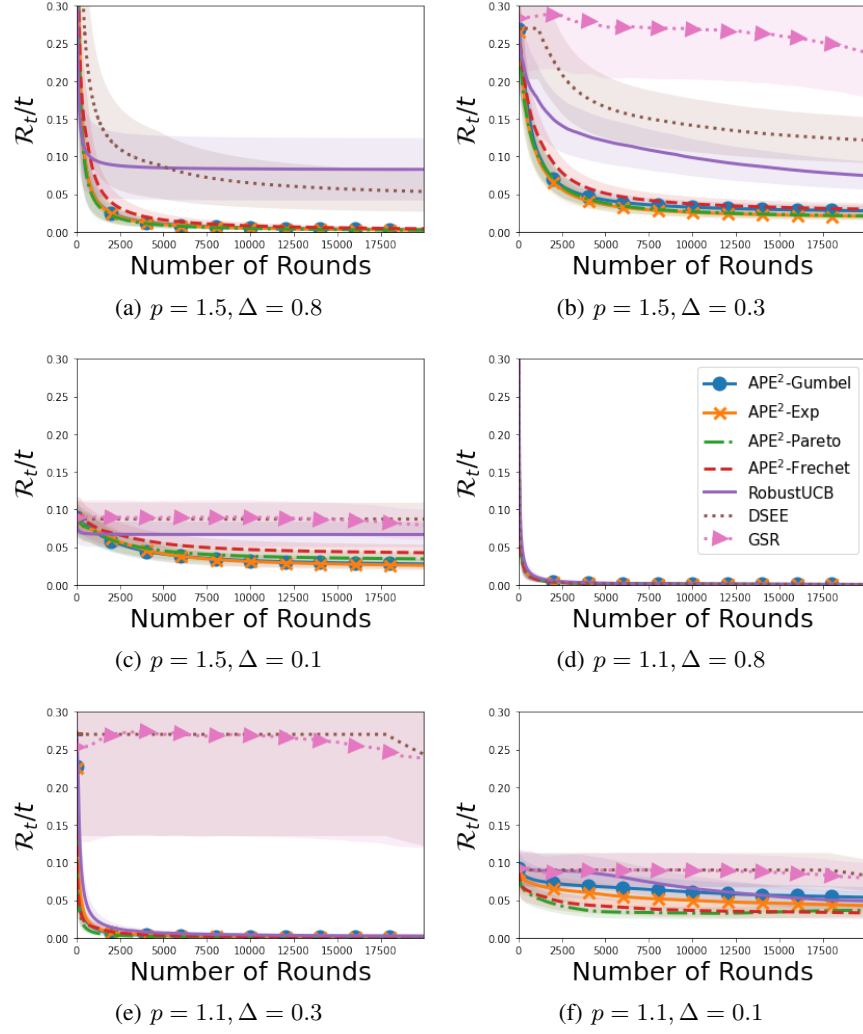 0.30
0.25
0.20
0.15
0.10
0.05
0.00
R_t/t
0 2500 5000 7500 10000 12500 15000 17500
Number of Rounds
(a) p = 1.5, Δ = 0.8
0.30
0.25
0.20
0.15
0.10
0.05
0.00
R_t/t
0 2500 5000 7500 10000 12500 15000 17500
Number of Rounds
(b) p = 1.5, Δ = 0.3
0.30
0.25
0.20
0.15
0.10
0.05
0.00
R_t/t
0 2500 5000 7500 10000 12500 15000 17500
Number of Rounds
(c) p = 1.5, Δ = 0.1
0.30
0.25
0.20
0.15
0.10
0.05
0.00
R_t/t
APE²-Gumbel
APE²-Exp
APE²-Pareto
APE²-Frechet
RobustUCB
DSEE
GSR
0 2500 5000 7500 10000 12500 15000 17500
Number of Rounds
(d) p = 1.1, Δ = 0.8
0.30
0.25
0.20
0.15
0.10
0.05
0.00
R_t/t
0 2500 5000 7500 10000 12500 15000 17500
Number of Rounds
(e) p = 1.1, Δ = 0.3
0.30
0.25
0.20
0.15
0.10
0.05
0.00
R_t/t
0 2500 5000 7500 10000 12500 15000 17500
Number of Rounds
(f) p = 1.1, Δ = 0.1